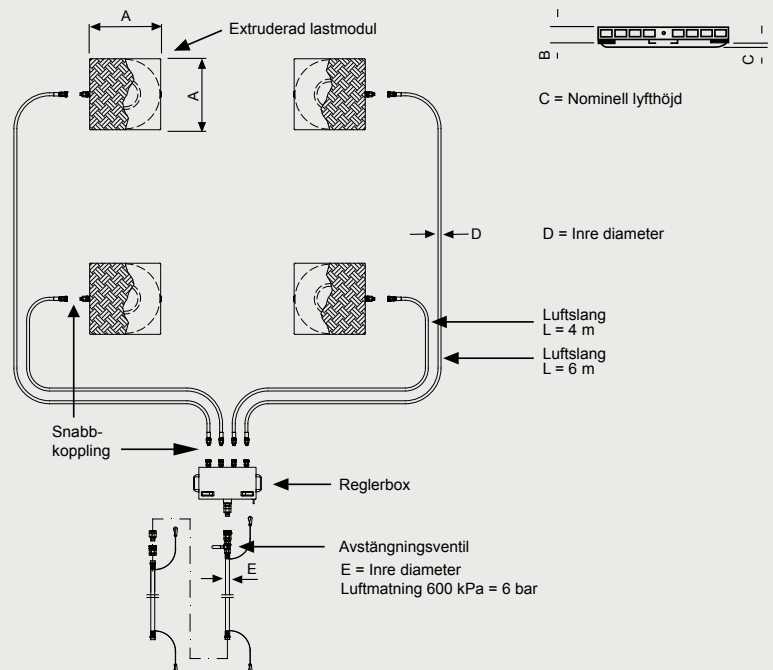 A
Extruderad lastmodul
A
B
C
C = Nominell lyfthöjd
D
D = Inre diameter
Luftslang
L = 4 m
Luftslang
L = 6 m
Snabb-
koppling
Reglerbox
Avstängningsventil
E
E = Inre diameter
Luftmatning 600 kPa = 6 bar